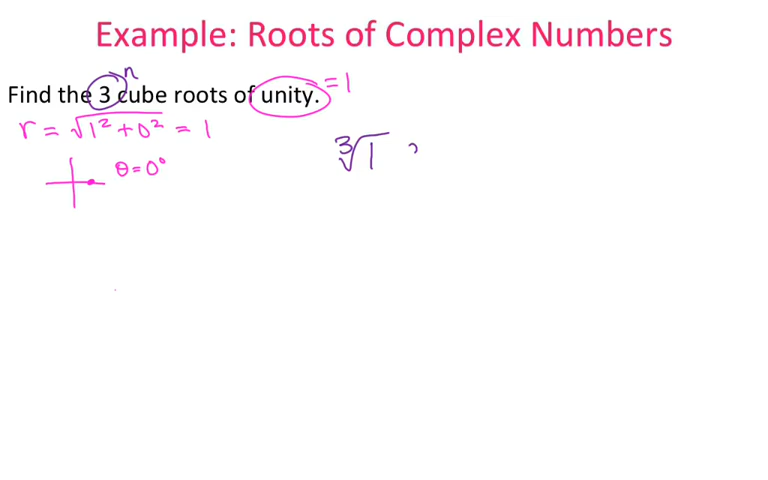 Example: Roots of Complex Numbers
n
Find the 3 cube roots of unity. = 1
r = √1² + 0² = 1
∛1
θ = 0°